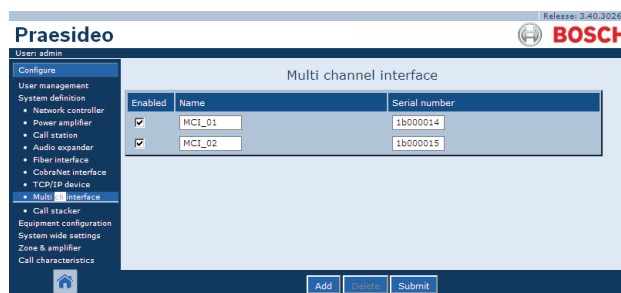 Release: 3.40.3026
Praesideo
BOSCH
User: admin
Configure
User management
System definition
• Network controller
• Power amplifier
• Call station
• Audio expander
• Fiber interface
• CobraNet interface
• TCP/IP device
• Multi ch interface
• Call stacker
Equipment configuration
System wide settings
Zone & amplifier
Call characteristics
Multi channel interface
Enabled Name Serial number
MCI_01 1b000014
MCI_02 1b000015
Add Delete Submit